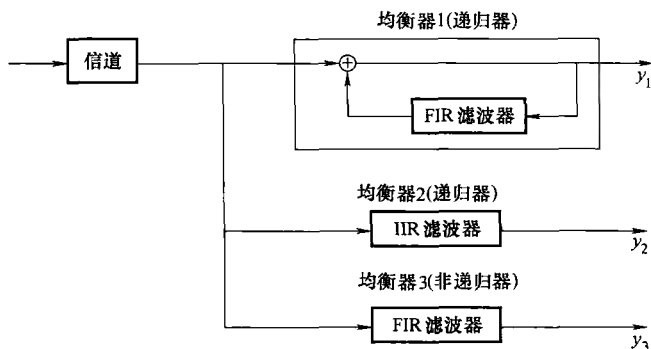 均衡器1(递归器)
信道
y1
FIR 滤波器
均衡器2(递归器)
IIR 滤波器
y2
均衡器3(非递归器)
FIR 滤波器
y3